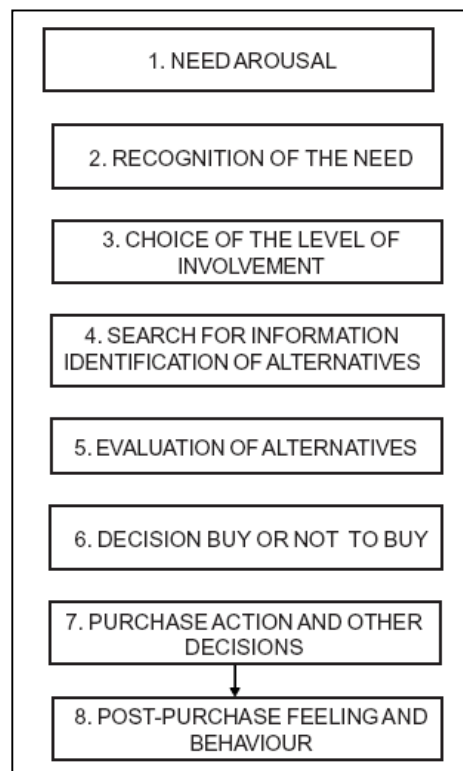 1. NEED AROUSAL
2. RECOGNITION OF THE NEED
3. CHOICE OF THE LEVEL OF
INVOLVEMENT
4. SEARCH FOR INFORMATION
IDENTIFICATION OF ALTERNATIVES
5. EVALUATION OF ALTERNATIVES
6. DECISION BUY OR NOT TO BUY
7. PURCHASE ACTION AND OTHER
DECISIONS
8. POST-PURCHASE FEELING AND
BEHAVIOUR